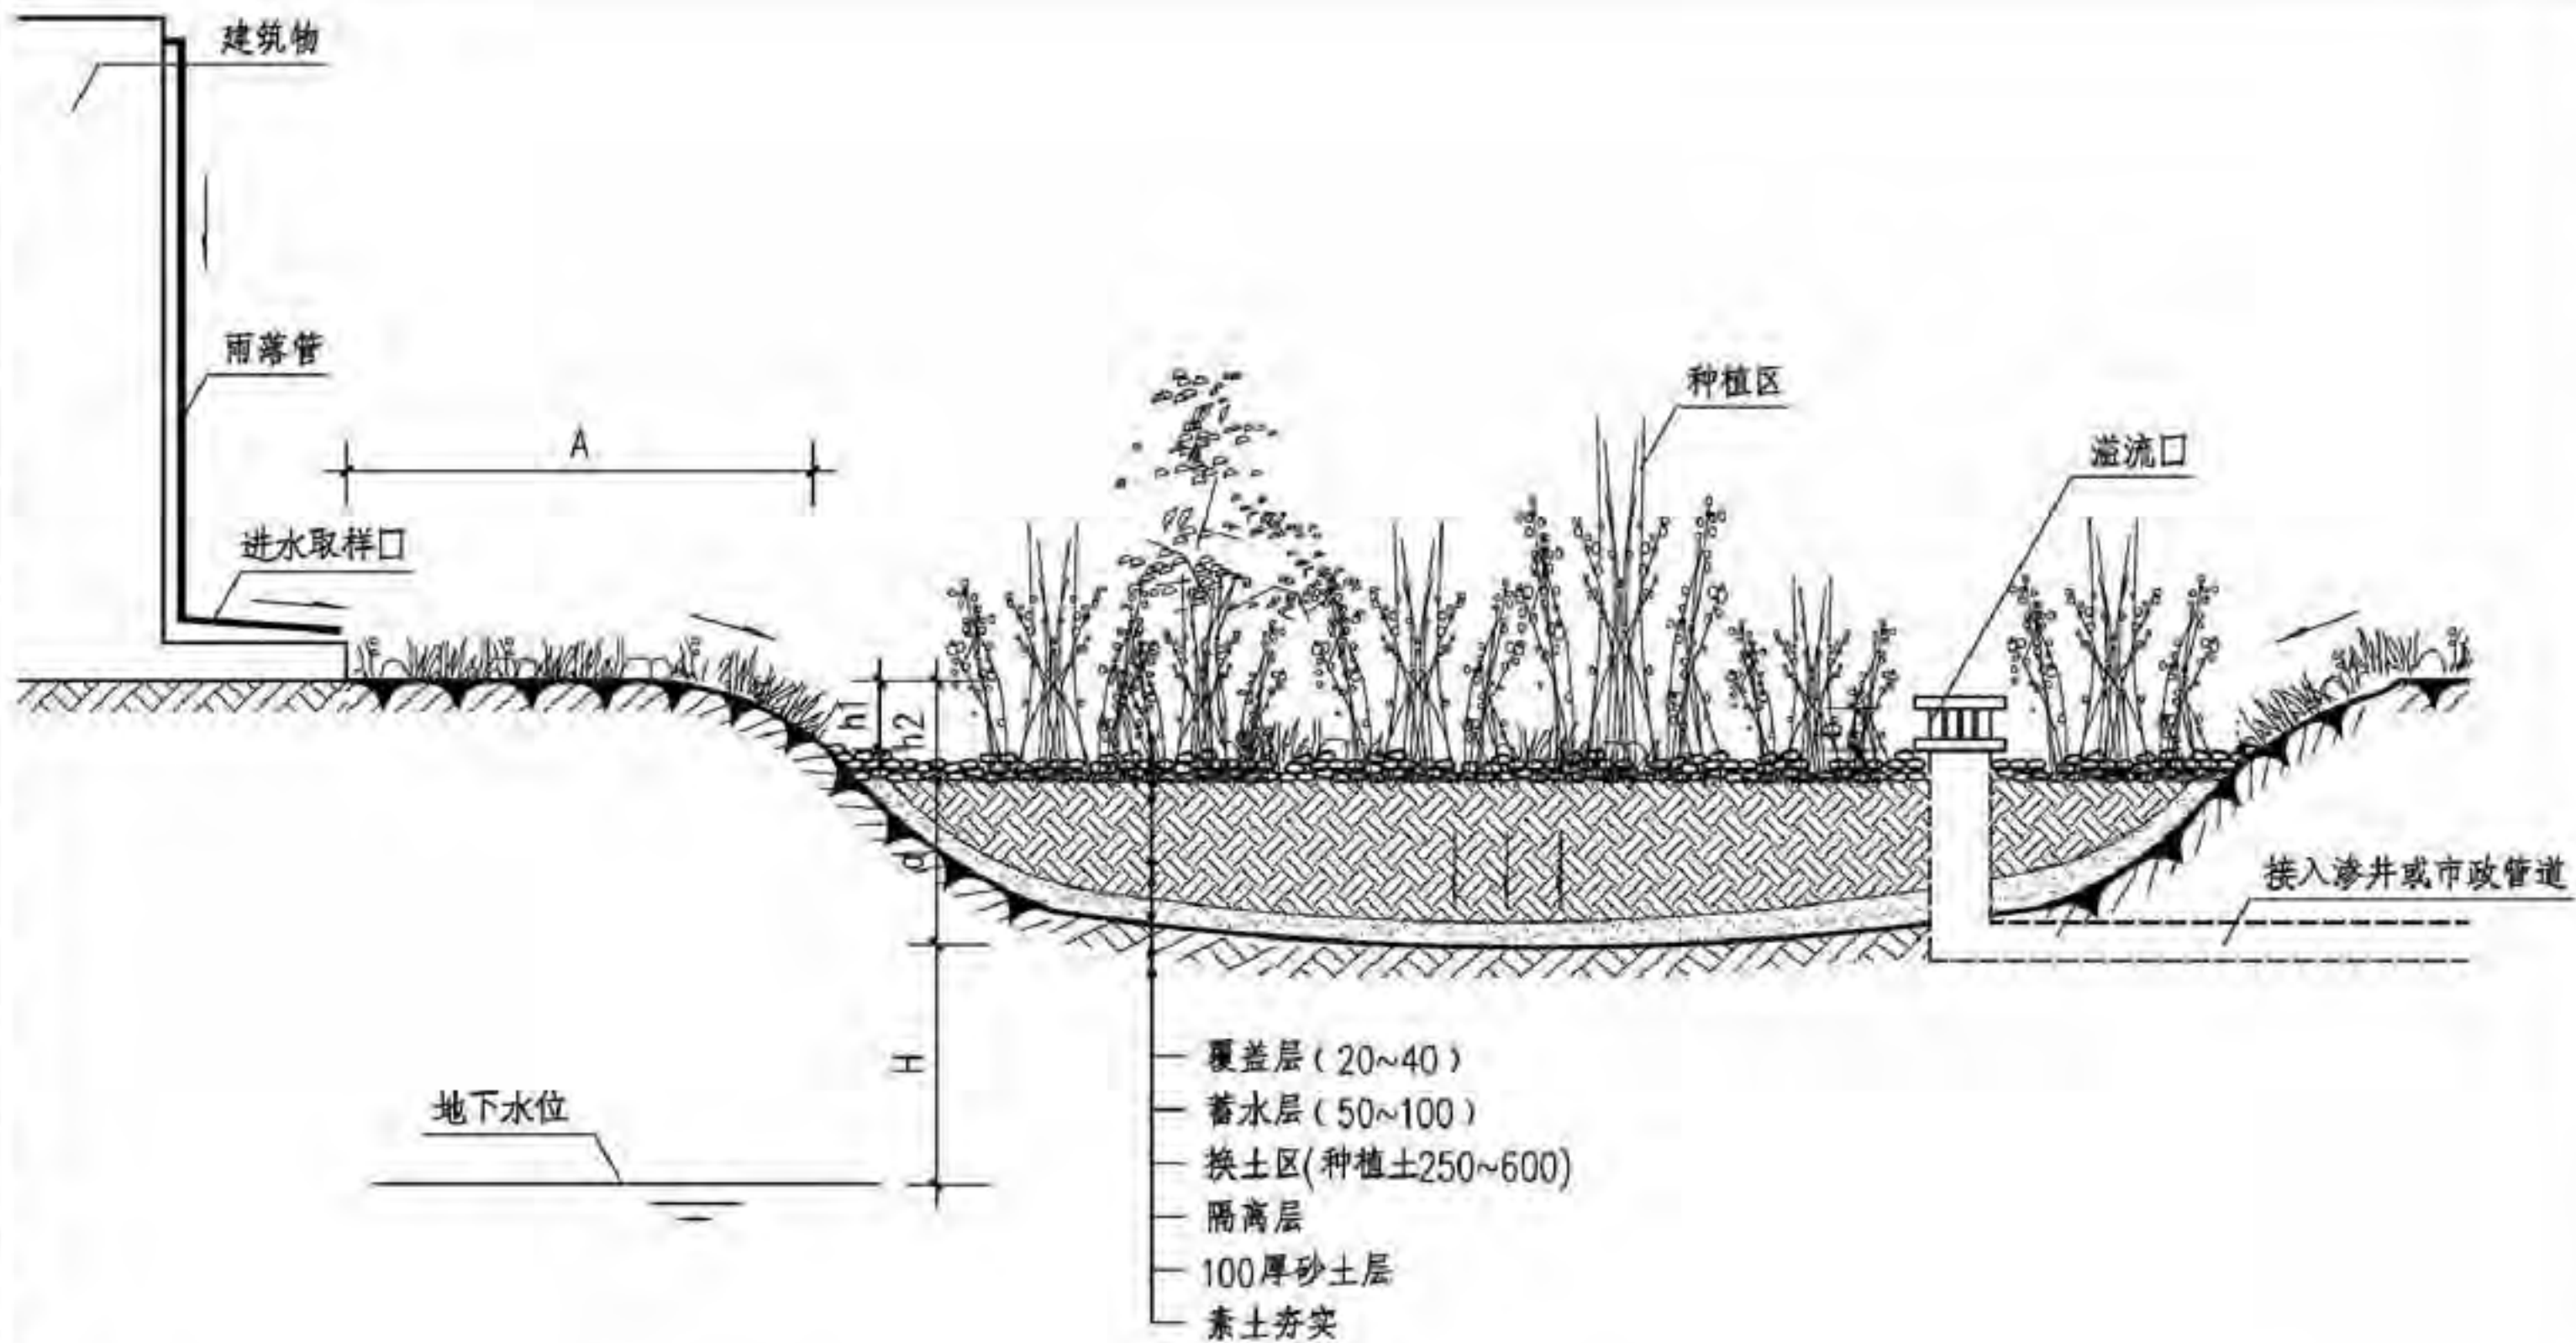 建筑物
雨落管
A
种植区
溢流口
进水取样口
h1
h2
d
接入渗井或市政管道
H
地下水位
覆盖层(20~40)
蓄水层(50~100)
换土区(种植土250~600)
隔离层
100厚砂土层
素土夯实